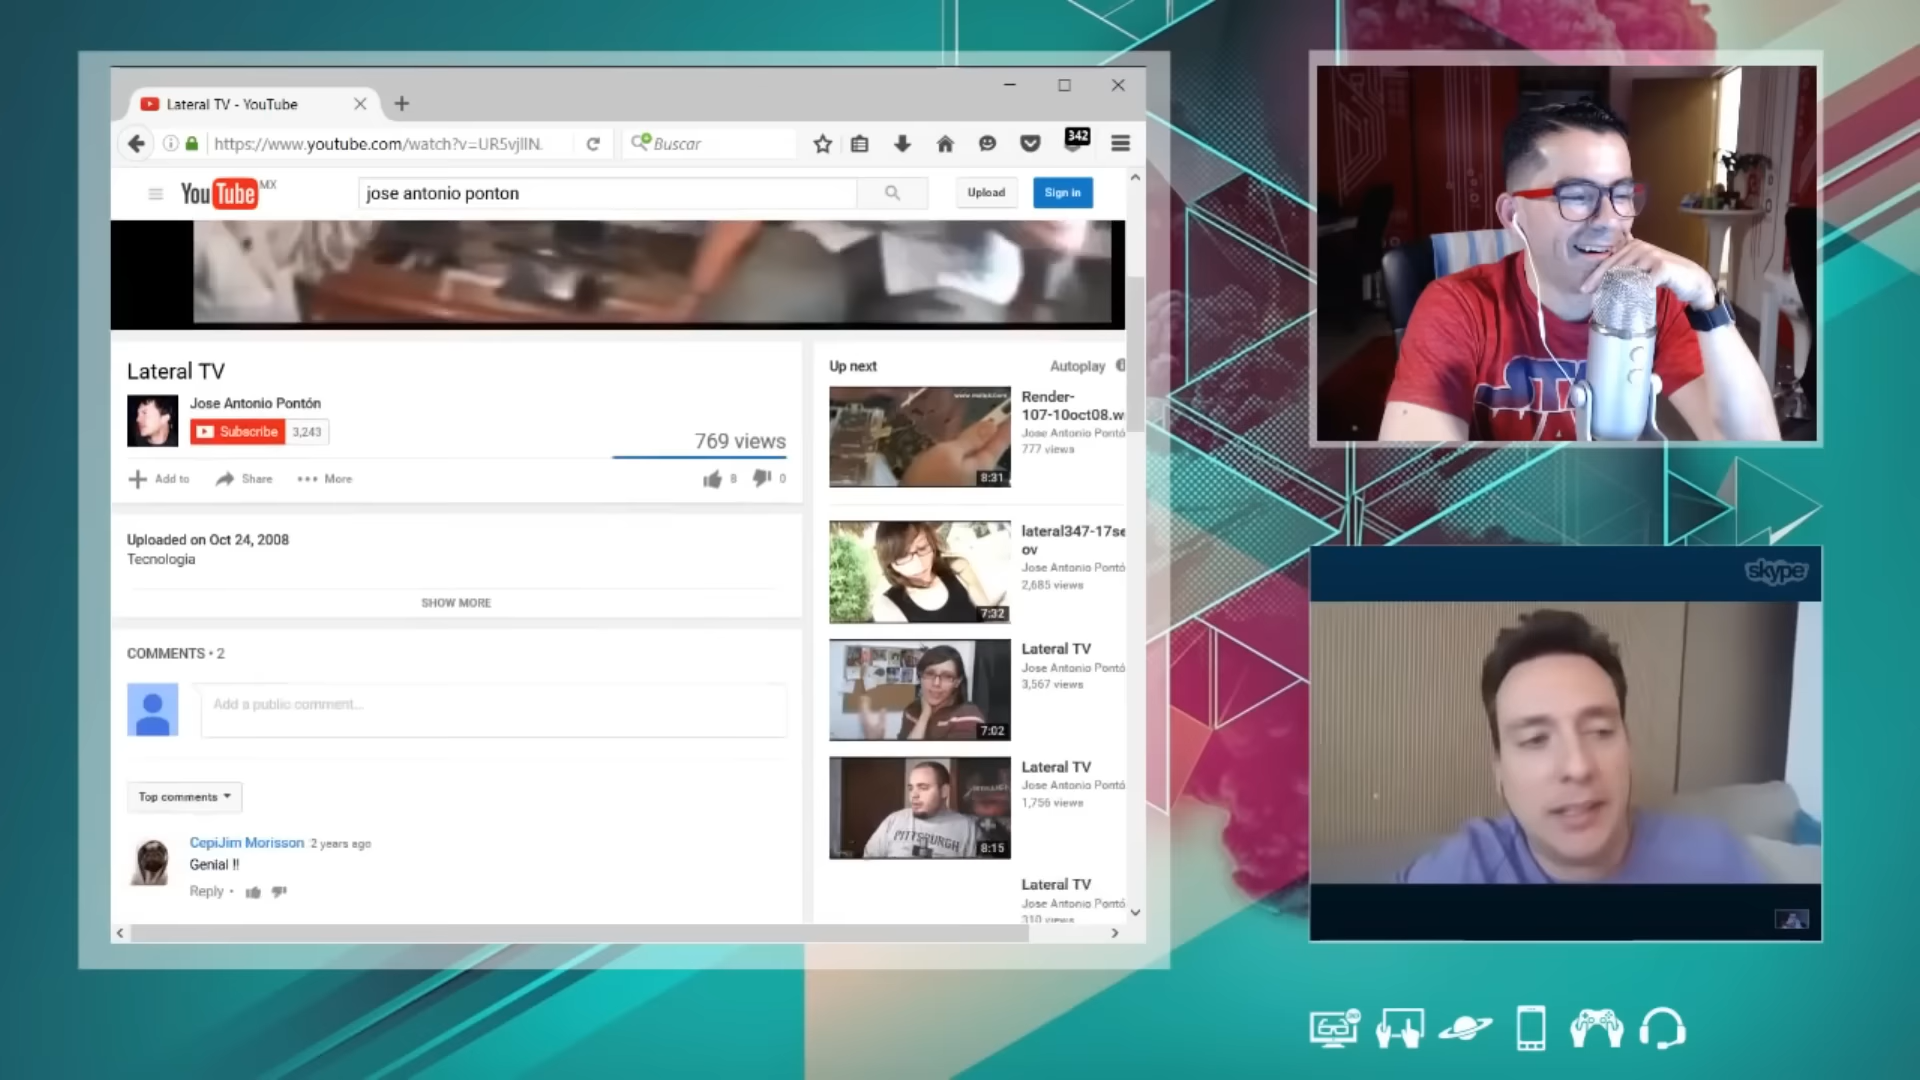 Lateral TV - YouTube
https://www.youtube.com/watch?v=UR5vjlIN.
Buscar
342
YouTube MX
jose antonio ponton
Upload
Sign in
Lateral TV
Jose Antonio Pontón
Subscribe
3,243
769 views
Add to
Share
More
8
0
Uploaded on Oct 24, 2008
Tecnologia
SHOW MORE
COMMENTS • 2
Add a public comment...
Top comments
CepiJim Morisson 2 years ago
Genial !!
Reply •
Up next
Autoplay
Render-
107-10oct08.w
Jose Antonio Pontó
777 views
8:31
lateral347-17se
ov
Jose Antonio Pontó
2,685 views
7:32
Lateral TV
Jose Antonio Pontó
3,567 views
7:02
Lateral TV
Jose Antonio Pontó
1,756 views
PITTSBURGH
8:15
Lateral TV
Jose Antonio Pontó
310 views
skype